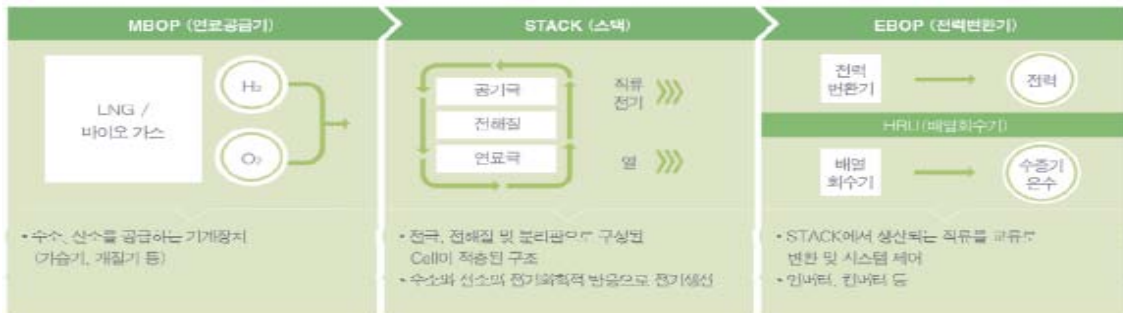 MBOP (연료공급기)
LNG /
바이오 가스
H₂
O₂
• 수소, 산소를 공급하는 기계장치
(가습기, 개질기 등)
STACK (스택)
공기극
전해질
연료극
직류
전기
열
• 전극, 전해질 및 분리판으로 구성된
Cell이 적층된 구조
• 수소와 산소의 전기화학적 반응으로 전기생산
EBOP (전력변환기)
전력
변환기
전력
HRU(배열회수기)
배열
회수기
수증기
온수
• STACK에서 생산되는 직류를 교류로
변환 및 시스템 제어
• 인버터, 컨버터 등